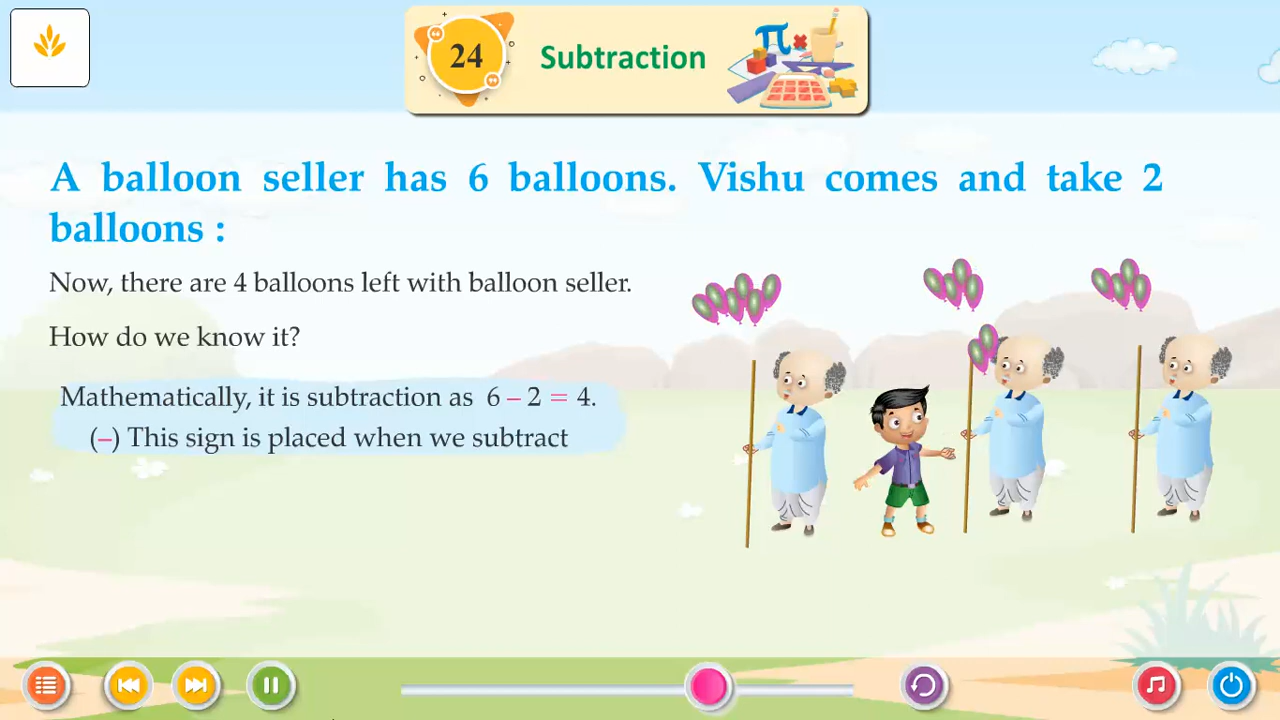 24
Subtraction
A balloon seller has 6 balloons. Vishu comes and take 2
balloons :
Now, there are 4 balloons left with balloon seller.
How do we know it?
Mathematically, it is subtraction as 6 – 2 = 4.
(–) This sign is placed when we subtract